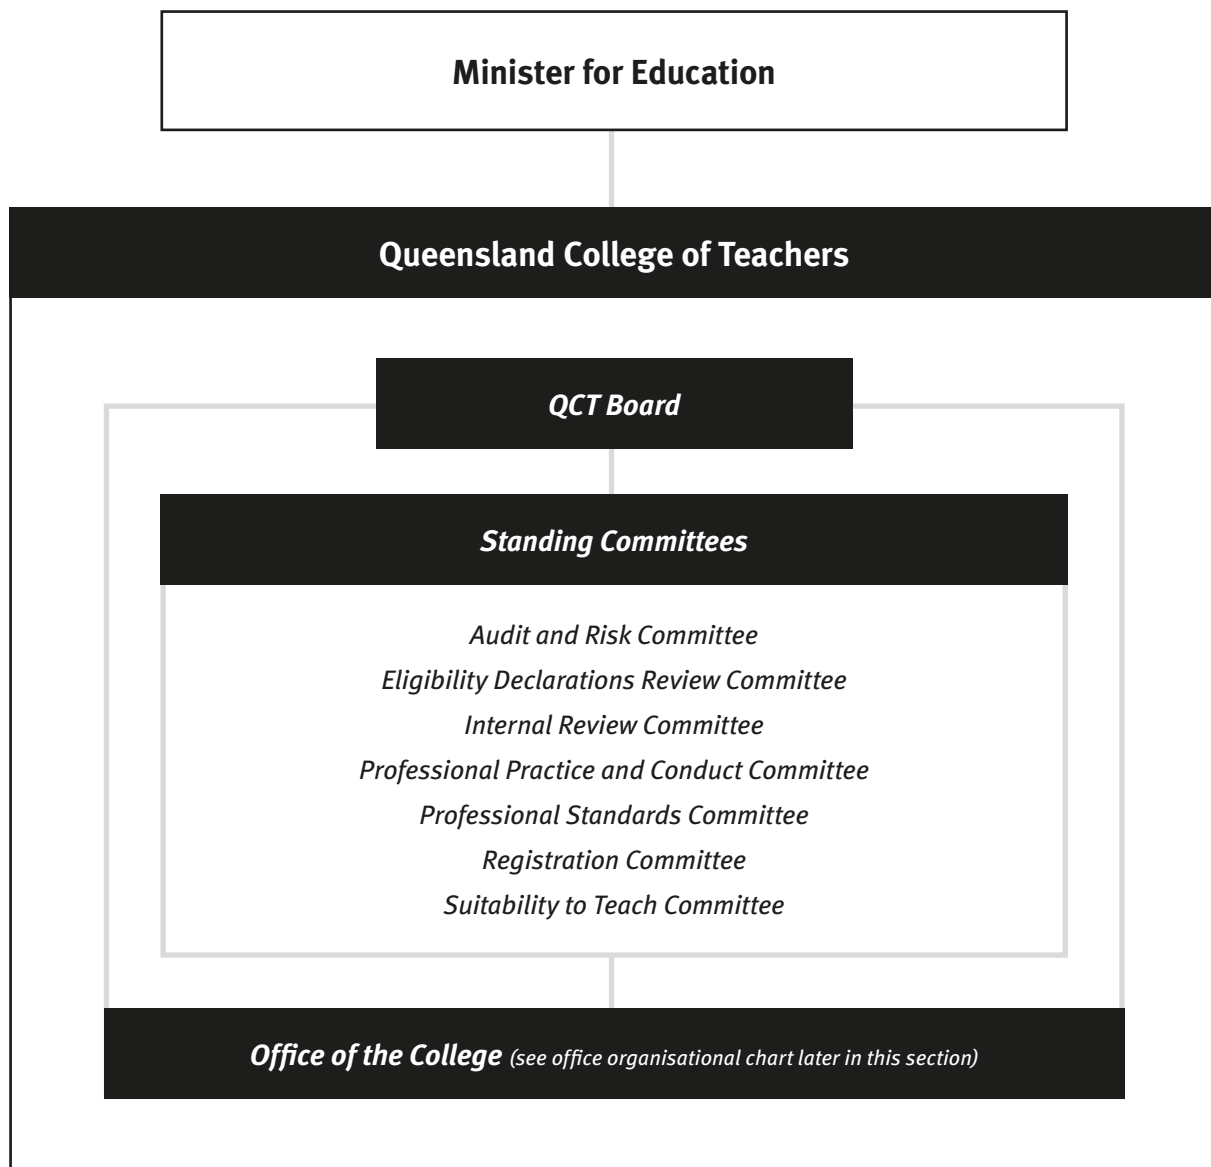 Minister for Education
Queensland College of Teachers
QCT Board
Standing Committees
Audit and Risk Committee
Eligibility Declarations Review Committee
Internal Review Committee
Professional Practice and Conduct Committee
Professional Standards Committee
Registration Committee
Suitability to Teach Committee
Office of the College (see office organisational chart later in this section)